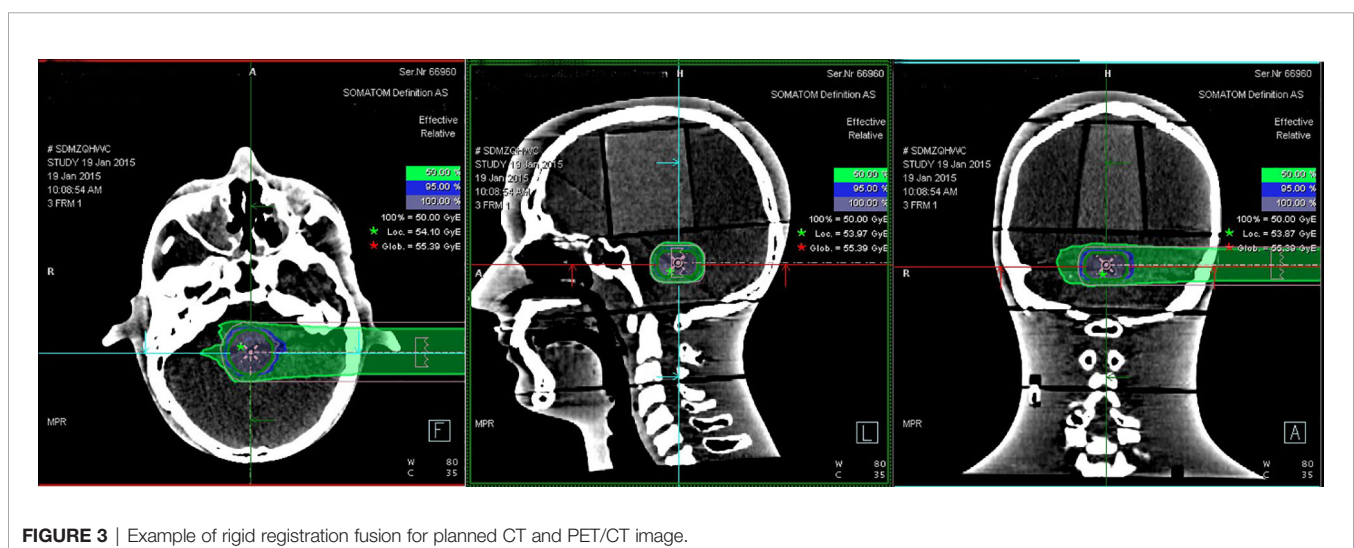 A
Ser.Nr 66960
SOMATOM Definition AS
Effective
Relative
# SDMZQHWC
STUDY 19 Jan 2015
19 Jan 2015
10:08:54 AM
3 FRM 1
50.00 %
95.00 %
100.00 %
100% = 50.00 GyE
Loc. = 54.10 GyE
Glob. = 55.39 GyE
R
MPR
F
W 80
C 35
H
Ser.Nr 66960
SOMATOM Definition AS
Effective
Relative
# SDMZQHWC
STUDY 19 Jan 2015
19 Jan 2015
10:08:54 AM
3 FRM 1
50.00 %
95.00 %
100.00 %
100% = 50.00 GyE
Loc. = 53.97 GyE
Glob. = 55.39 GyE
A
MPR
L
W 80
C 35
H
Ser.Nr 66960
SOMATOM Definition AS
Effective
Relative
# SDMZQHWC
STUDY 19 Jan 2015
19 Jan 2015
10:08:54 AM
3 FRM 1
50.00 %
95.00 %
100.00 %
100% = 50.00 GyE
Loc. = 53.87 GyE
Glob. = 55.39 GyE
R
MPR
A
W 80
C 35
FIGURE 3 | Example of rigid registration fusion for planned CT and PET/CT image.